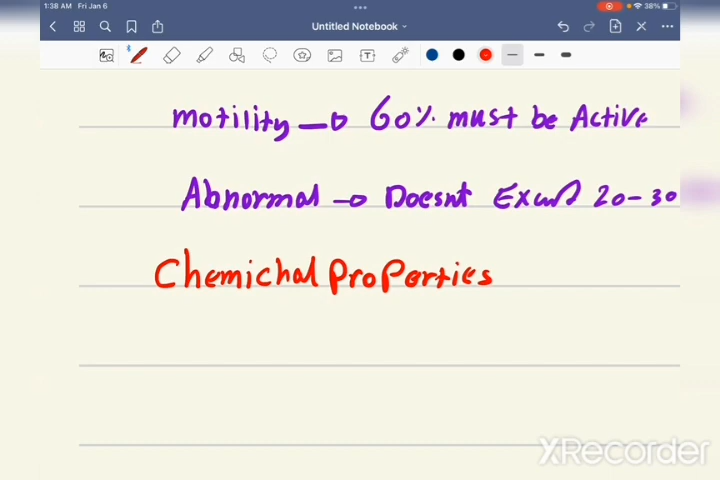 1:38 AM Fri Jan 6
38%
Untitled Notebook
motility → 60% must be Active
Abnormal → Doesnt Exceed 20-30
Chemichal Properties
XRecorder